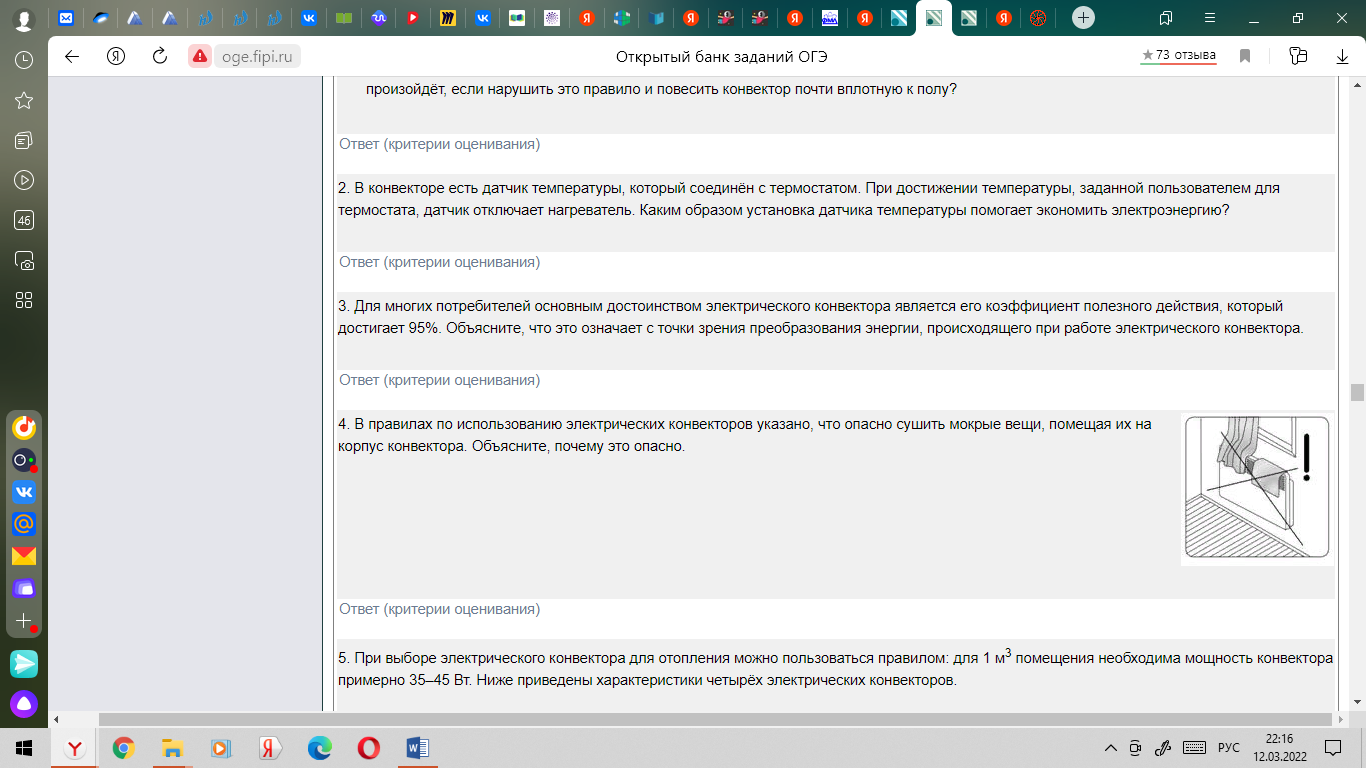 oge.fipi.ru
Открытый банк заданий ОГЭ
73 отзыва
произойдёт, если нарушить это правило и повесить конвектор почти вплотную к полу?
Ответ (критерии оценивания)
2. В конвекторе есть датчик температуры, который соединён с термостатом. При достижении температуры, заданной пользователем для
термостата, датчик отключает нагреватель. Каким образом установка датчика температуры помогает экономить электроэнергию?
Ответ (критерии оценивания)
3. Для многих потребителей основным достоинством электрического конвектора является его коэффициент полезного действия, который
достигает 95%. Объясните, что это означает с точки зрения преобразования энергии, происходящего при работе электрического конвектора.
Ответ (критерии оценивания)
4. В правилах по использованию электрических конвекторов указано, что опасно сушить мокрые вещи, помещая их на
корпус конвектора. Объясните, почему это опасно.
!
Ответ (критерии оценивания)
5. При выборе электрического конвектора для отопления можно пользоваться правилом: для 1 м³ помещения необходима мощность конвектора
примерно 35–45 Вт. Ниже приведены характеристики четырёх электрических конвекторов.
46
РУС
22:16
12.03.2022